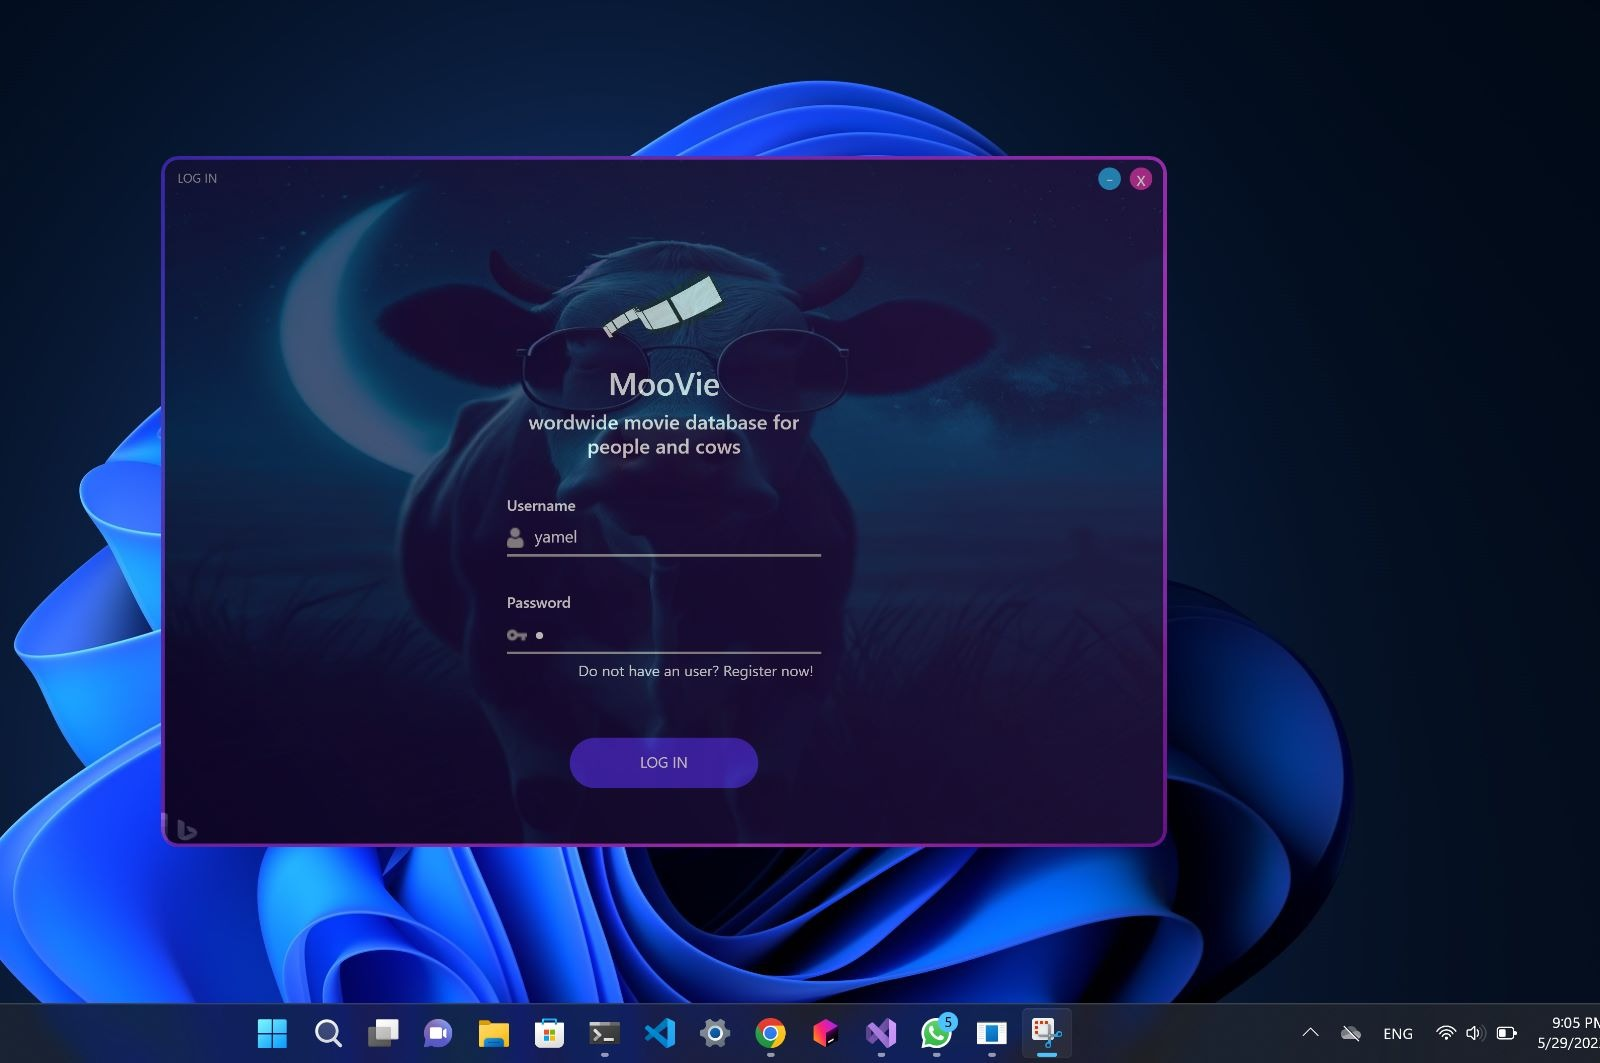 LOG IN
-
X
MooVie
wordwide movie database for
people and cows
Username
yamel
Password
Do not have an user? Register now!
LOG IN
5
ENG
9:05 PM